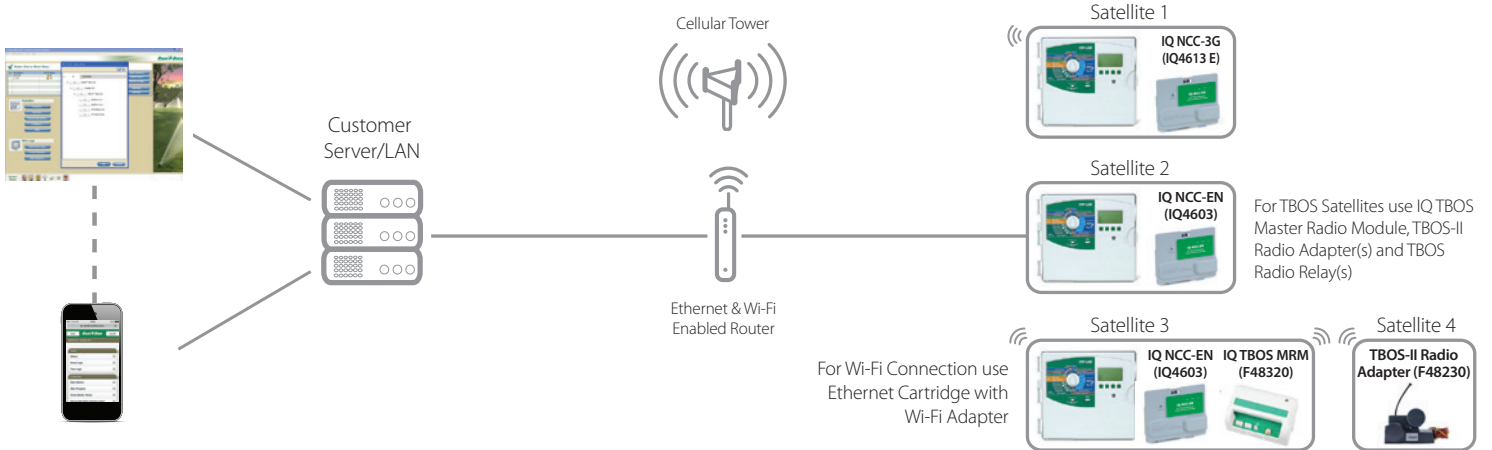 Cellular Tower
Customer
Server/LAN
Ethernet & Wi-Fi
Enabled Router
Satellite 1
IQ NCC-3G
(IQ4613 E)
Satellite 2
IQ NCC-EN
(IQ4603)
For TBOS Satellites use IQ TBOS
Master Radio Module, TBOS-II
Radio Adapter(s) and TBOS
Radio Relay(s)
For Wi-Fi Connection use
Ethernet Cartridge with
Wi-Fi Adapter
Satellite 3
IQ NCC-EN
(IQ4603)
IQ TBOS MRM
(F48320)
Satellite 4
TBOS-II Radio
Adapter (F48230)